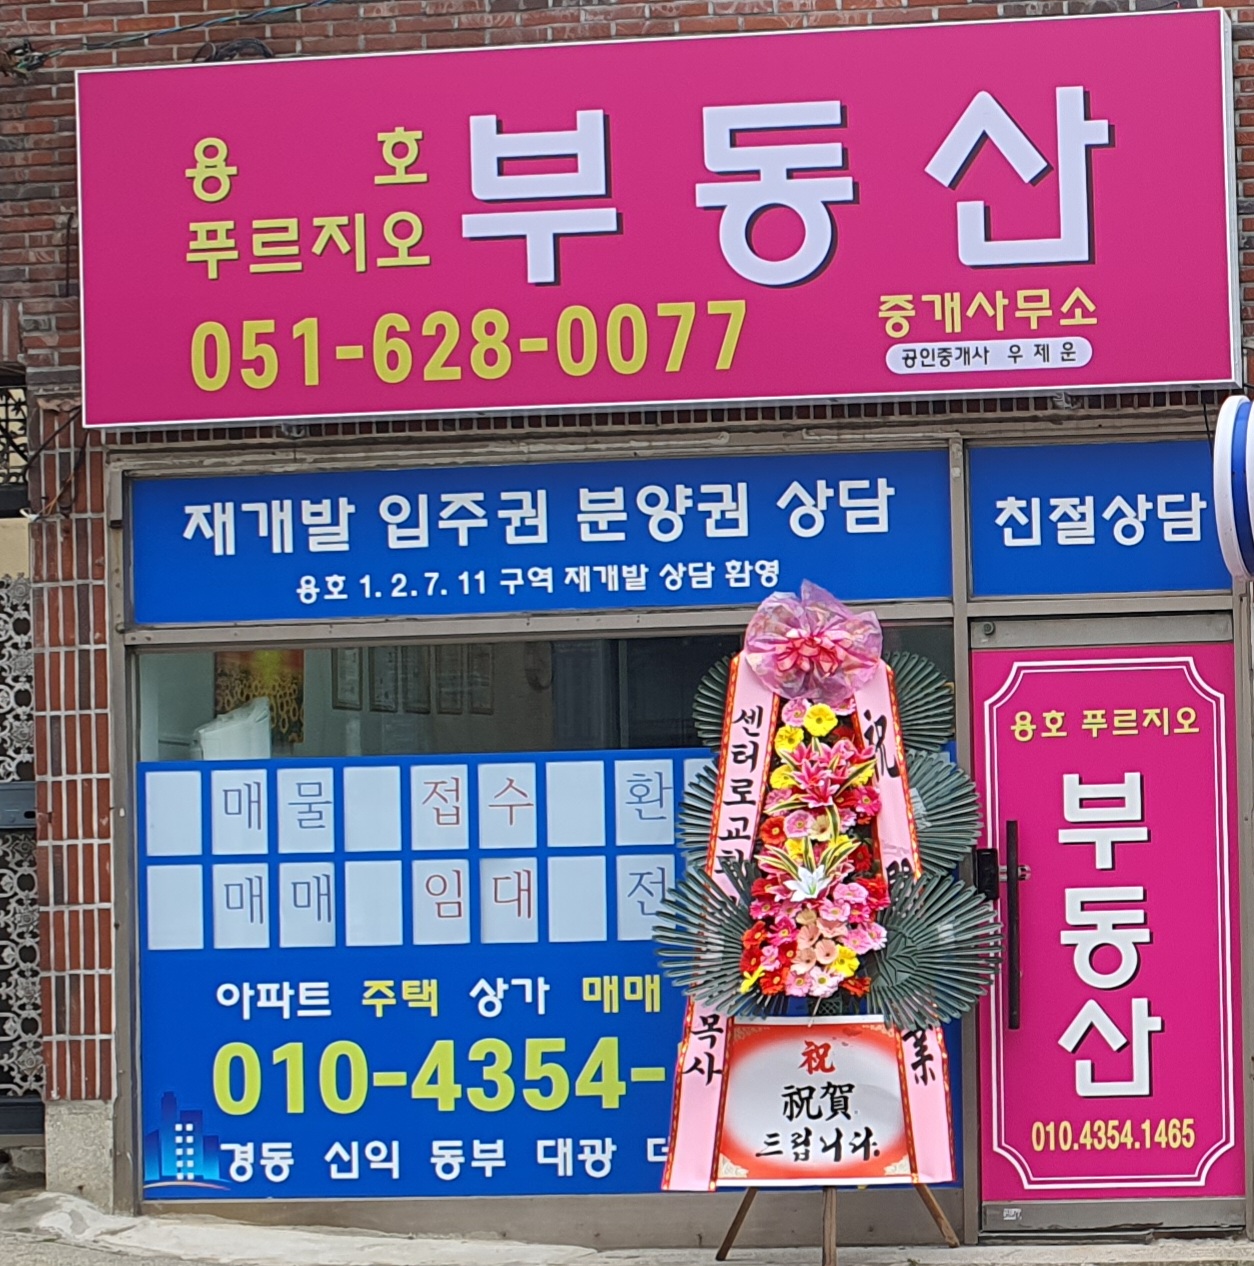 용 호
푸르지오
부동산
051-628-0077
중개사무소
공인중개사 우제운
재개발 입주권 분양권 상담
용호 1. 2. 7. 11 구역 재개발 상담 환영
친절상담
매물 접수 환
매매 임대 전
아파트 주택 상가 매매
010-4354-
경동 신익 동부 대광
센터로교
목사
祝
業
祝
祝賀
드립니다.
용호 푸르지오
부동산
010.4354.1465